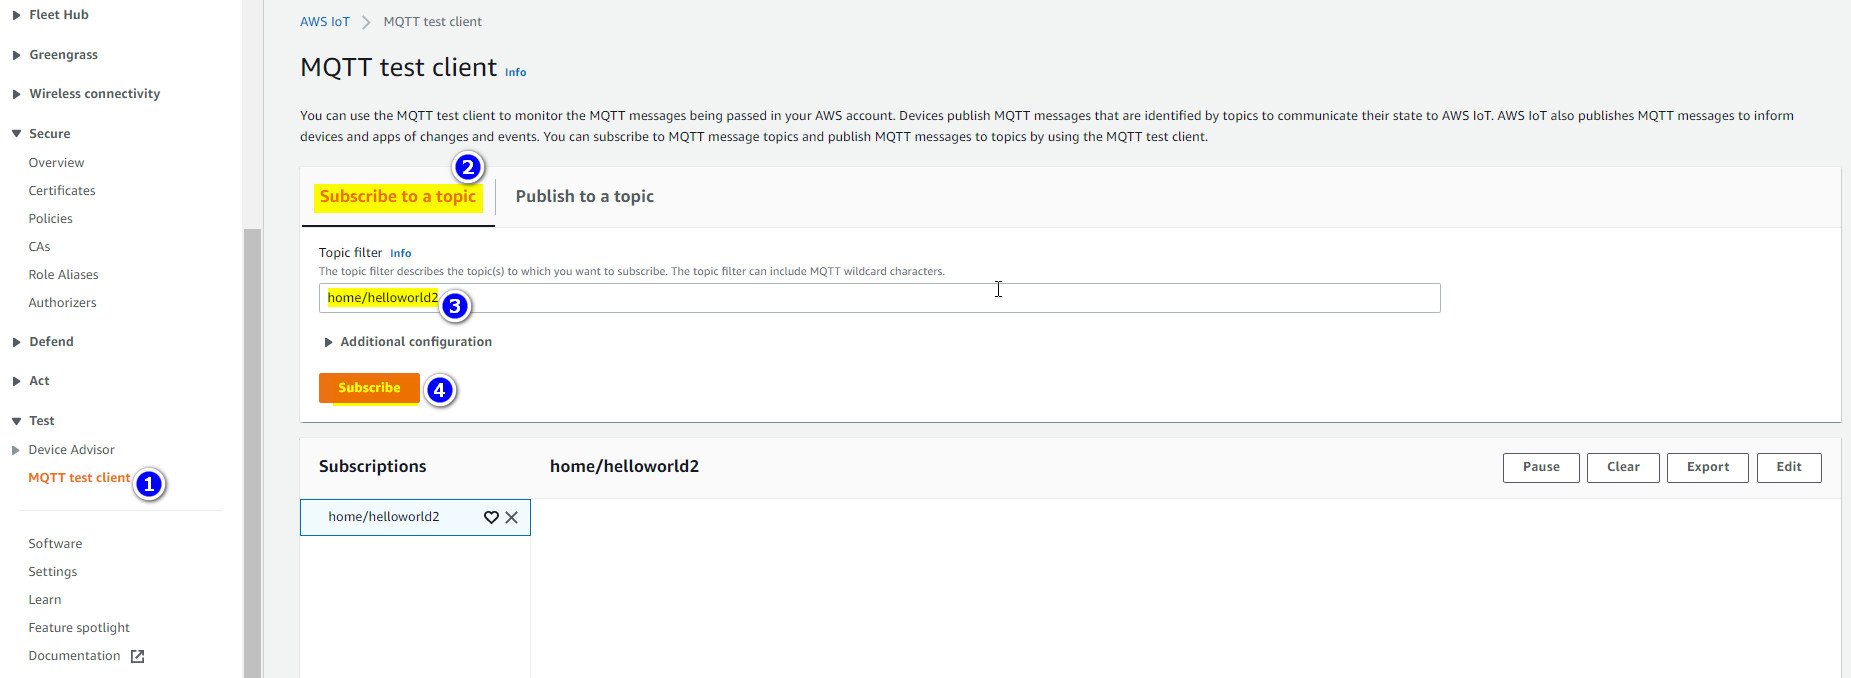 Fleet Hub
Greengrass
Wireless connectivity
Secure
Overview
Certificates
Policies
CAs
Role Aliases
Authorizers
Defend
Act
Test
Device Advisor
MQTT test client 1
Software
Settings
Learn
Feature spotlight
Documentation
AWS IoT > MQTT test client
MQTT test client Info
You can use the MQTT test client to monitor the MQTT messages being passed in your AWS account. Devices publish MQTT messages that are identified by topics to communicate their state to AWS IoT. AWS IoT also publishes MQTT messages to inform
devices and apps of changes and events. You can subscribe to MQTT message topics and publish MQTT messages to topics by using the MQTT test client.
2
Subscribe to a topic Publish to a topic
Topic filter Info
The topic filter describes the topic(s) to which you want to subscribe. The topic filter can include MQTT wildcard characters.
home/helloworld2 3
Additional configuration
Subscribe 4
Subscriptions home/helloworld2 Pause Clear Export Edit
home/helloworld2